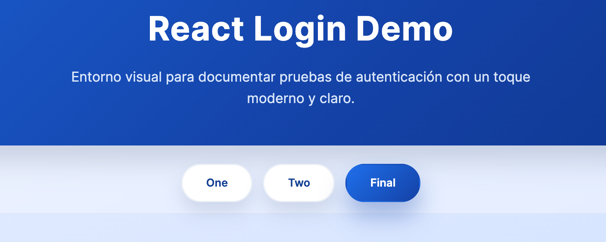 React Login Demo
Entorno visual para documentar pruebas de autenticación con un toque
moderno y claro.
One
Two
Final